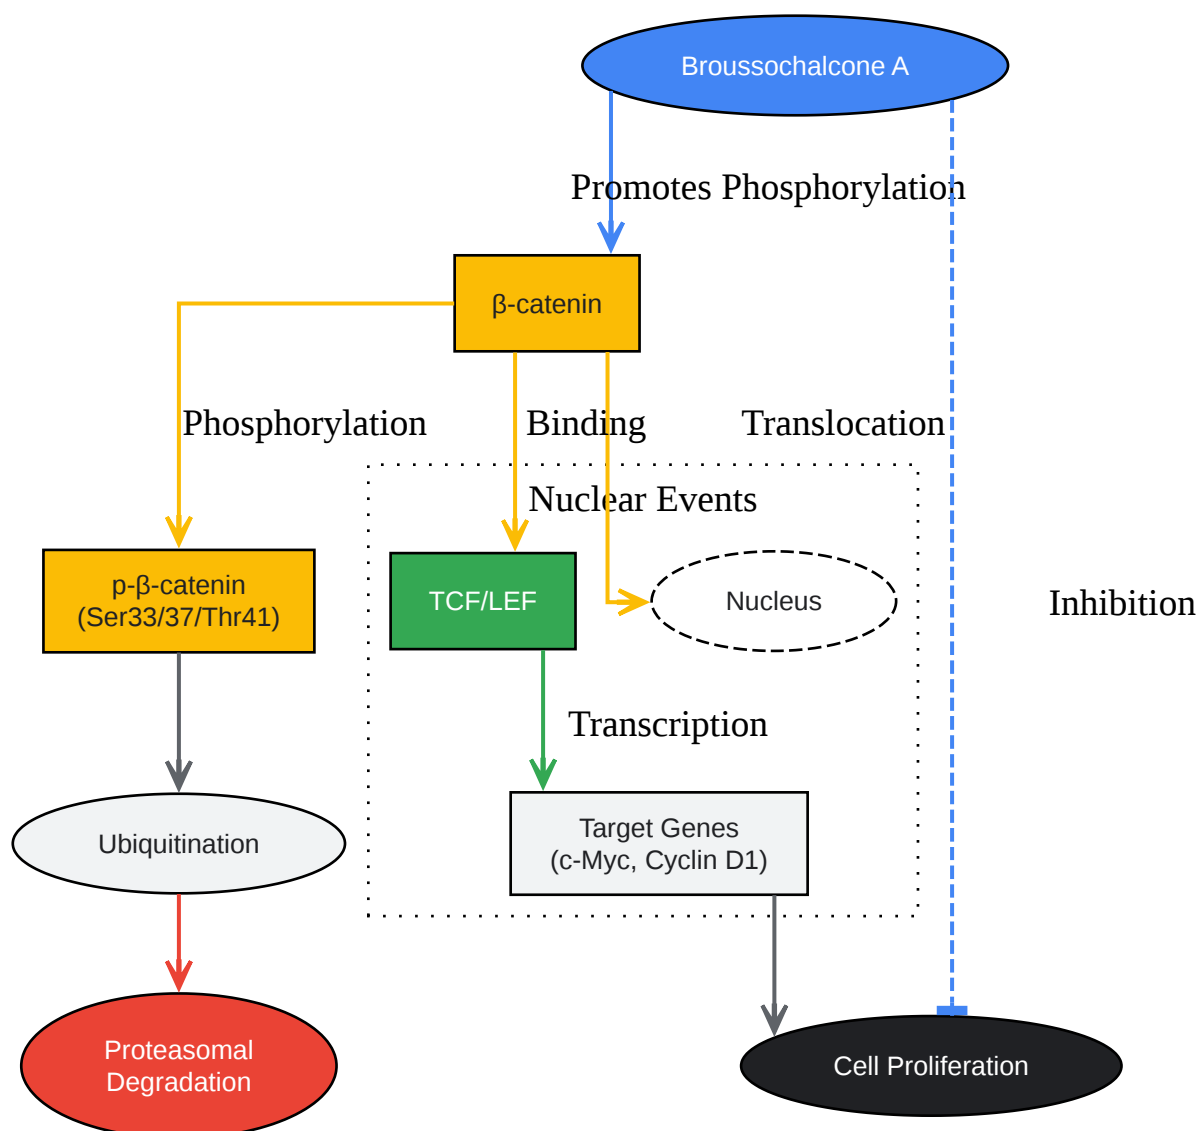 Broussochalcone A
Promotes Phosphorylation
β-catenin
Phosphorylation
Binding
Translocation
Nuclear Events
p-β-catenin
(Ser33/37/Thr41)
TCF/LEF
Nucleus
Inhibition
Transcription
Ubiquitination
Target Genes
(c-Myc, Cyclin D1)
Proteasomal
Degradation
Cell Proliferation